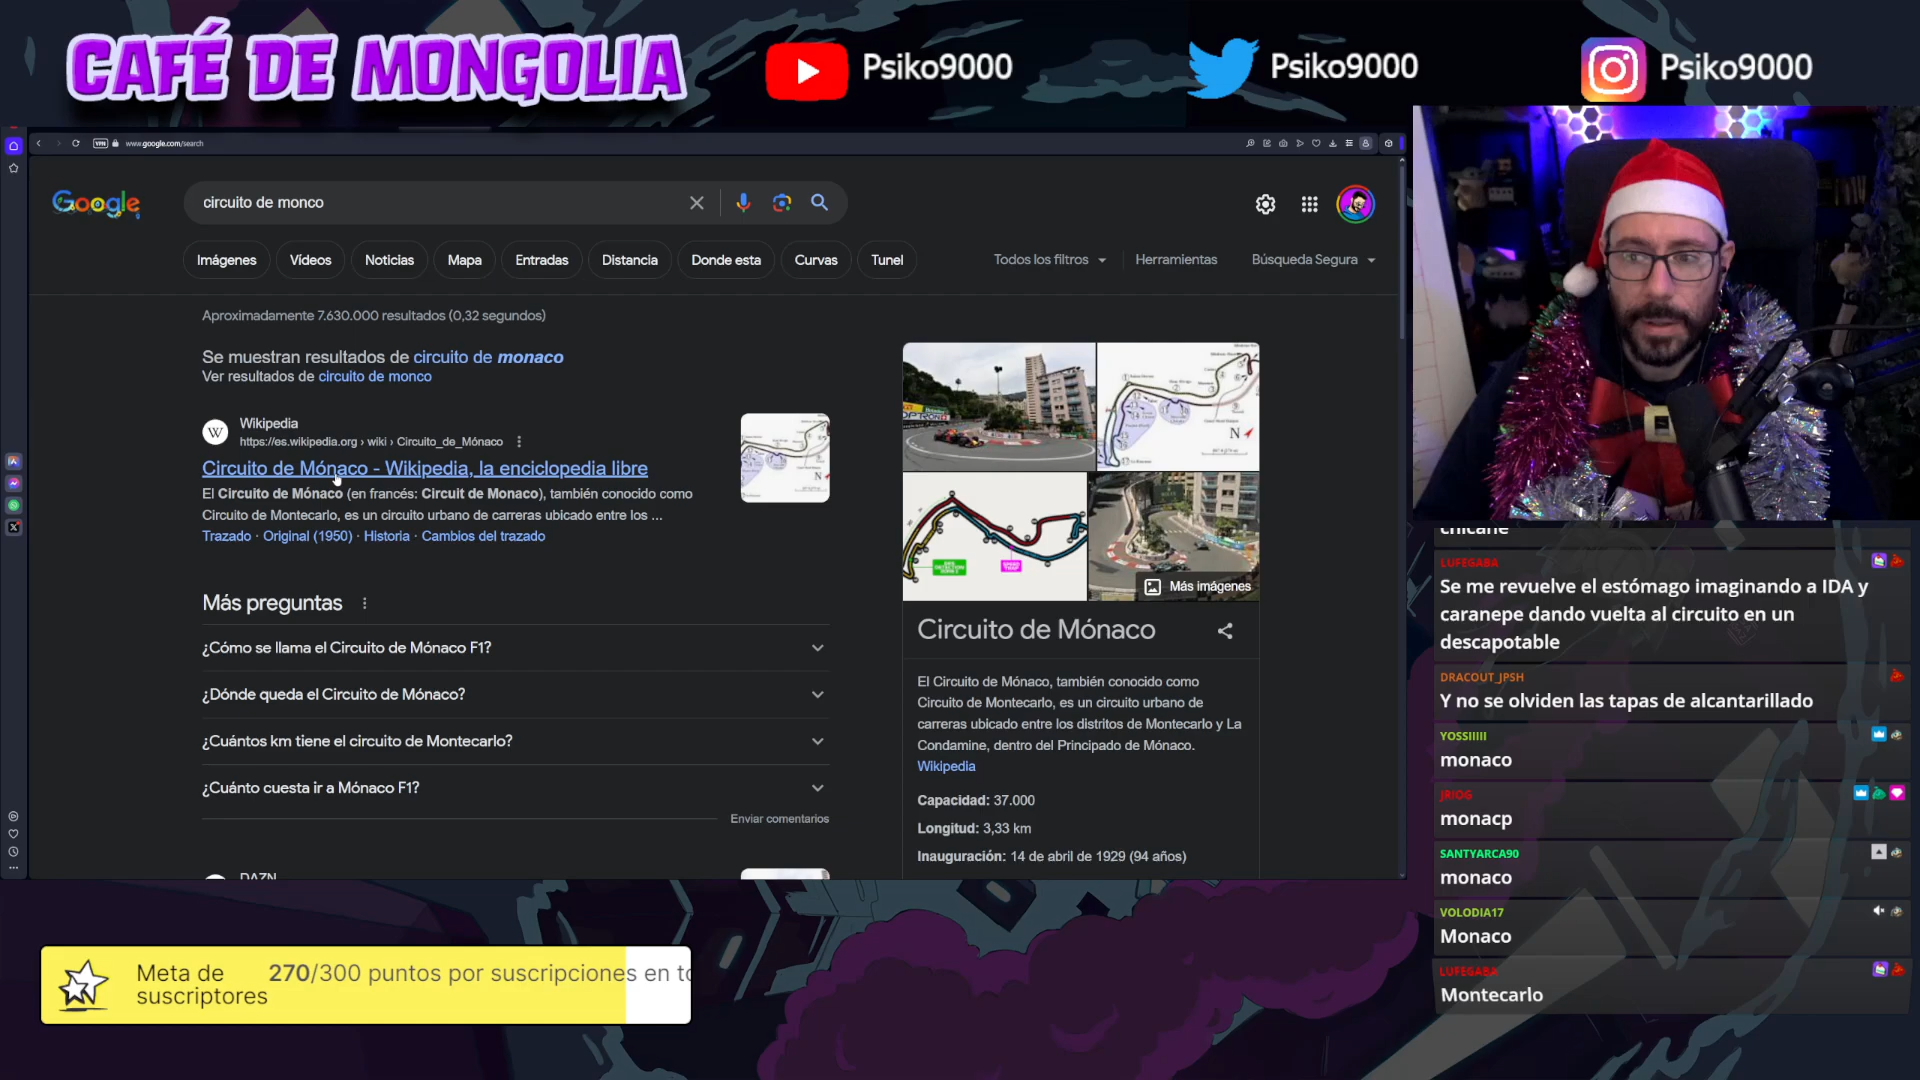 CAFÉ DE MONGOLIA
Psiko9000
Psiko9000
Psiko9000
VPN
www.google.com/search
Google
circuito de monco
Imágenes
Vídeos
Noticias
Mapa
Entradas
Distancia
Donde esta
Curvas
Tunel
Todos los filtros
Herramientas
Búsqueda Segura
Aproximadamente 7.630.000 resultados (0,32 segundos)
Se muestran resultados de circuito de monaco
Ver resultados de circuito de monco
W
Wikipedia
https://es.wikipedia.org › wiki › Circuito_de_Mónaco
Circuito de Mónaco - Wikipedia, la enciclopedia libre
El Circuito de Mónaco (en francés: Circuit de Monaco), también conocido como
Circuito de Montecarlo, es un circuito urbano de carreras ubicado entre los ...
Trazado · Original (1950) · Historia · Cambios del trazado
Más preguntas
¿Cómo se llama el Circuito de Mónaco F1?
¿Dónde queda el Circuito de Mónaco?
¿Cuántos km tiene el circuito de Montecarlo?
¿Cuánto cuesta ir a Mónaco F1?
Enviar comentarios
DAZN
N
N
Más imágenes
Circuito de Mónaco
El Circuito de Mónaco, también conocido como
Circuito de Montecarlo, es un circuito urbano de
carreras ubicado entre los distritos de Montecarlo y La
Condamine, dentro del Principado de Mónaco.
Wikipedia
Capacidad: 37.000
Longitud: 3,33 km
Inauguración: 14 de abril de 1929 (94 años)
chicane
LUFEGABA
Se me revuelve el estómago imaginando a IDA y
caranepe dando vuelta al circuito en un
descapotable
DRACOUT_JPSH
Y no se olviden las tapas de alcantarillado
YOSSIIIII
monaco
JRIOG
monacp
SANTYARCA90
monaco
VOLODIA17
Monaco
LUFEGABA
Montecarlo
Meta de
suscriptores
270/300 puntos por suscripciones en to